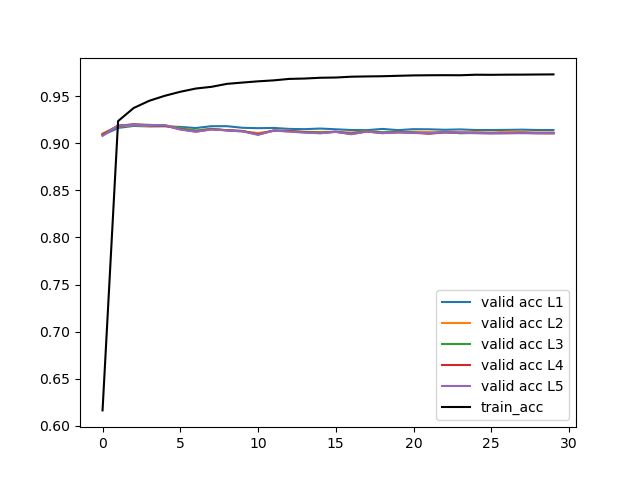 0.95
0.90
0.85
0.80
0.75
0.70
0.65
0.60
0
5
10
15
20
25
30
valid acc L1
valid acc L2
valid acc L3
valid acc L4
valid acc L5
train_acc